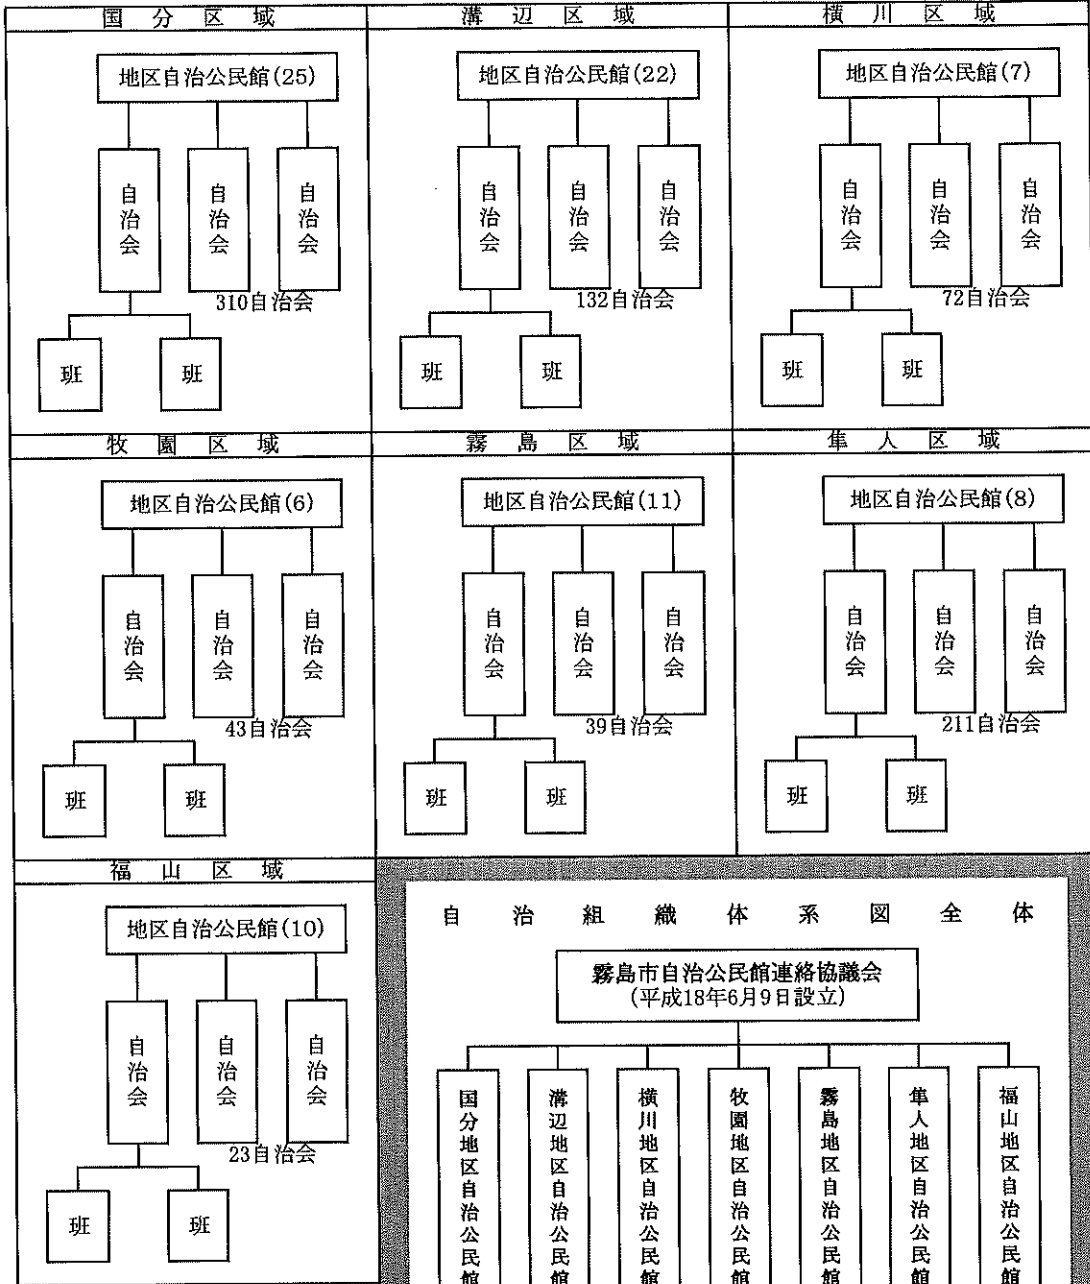 国分区域
地区自治公民館(25)
自治会
自治会
自治会
310自治会
班
班
溝辺区域
地区自治公民館(22)
自治会
自治会
自治会
132自治会
班
班
横川区域
地区自治公民館(7)
自治会
自治会
自治会
72自治会
班
班
牧園区域
地区自治公民館(6)
自治会
自治会
自治会
43自治会
班
班
霧島区域
地区自治公民館(11)
自治会
自治会
自治会
39自治会
班
班
隼人区域
地区自治公民館(8)
自治会
自治会
自治会
211自治会
班
班
福山区域
地区自治公民館(10)
自治会
自治会
自治会
23自治会
班
班
自治組織体系図全体
霧島市自治公民館連絡協議会
(平成18年6月9日設立)
国分地区自治公民館
溝辺地区自治公民館
横川地区自治公民館
牧園地区自治公民館
霧島地区自治公民館
隼人地区自治公民館
福山地区自治公民館